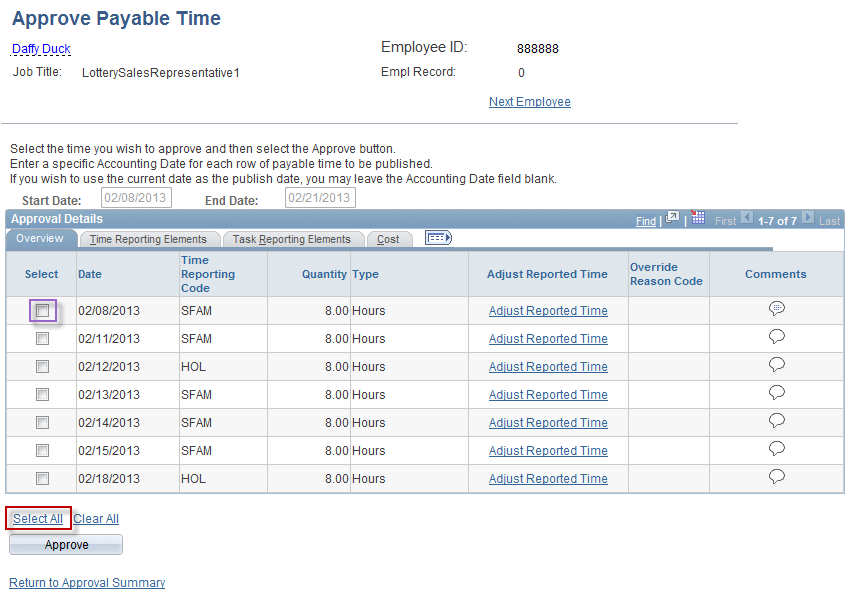 Approve Payable Time
Daffy Duck Employee ID: 888888
Job Title: LotterySalesRepresentative1 Empl Record: 0
Next Employee
Select the time you wish to approve and then select the Approve button.
Enter a specific Accounting Date for each row of payable time to be published.
If you wish to use the current date as the publish date, you may leave the Accounting Date field blank.
Start Date: 02/08/2013 End Date: 02/21/2013
Approval Details Find | | First 1-7 of 7 Last
Overview Time Reporting Elements Task Reporting Elements Cost
Select Date Time Reporting Code Quantity Type Adjust Reported Time Override Reason Code Comments
02/08/2013 SFAM 8.00 Hours Adjust Reported Time
02/11/2013 SFAM 8.00 Hours Adjust Reported Time
02/12/2013 HOL 8.00 Hours Adjust Reported Time
02/13/2013 SFAM 8.00 Hours Adjust Reported Time
02/14/2013 SFAM 8.00 Hours Adjust Reported Time
02/15/2013 SFAM 8.00 Hours Adjust Reported Time
02/18/2013 HOL 8.00 Hours Adjust Reported Time
Select All Clear All
Approve
Return to Approval Summary